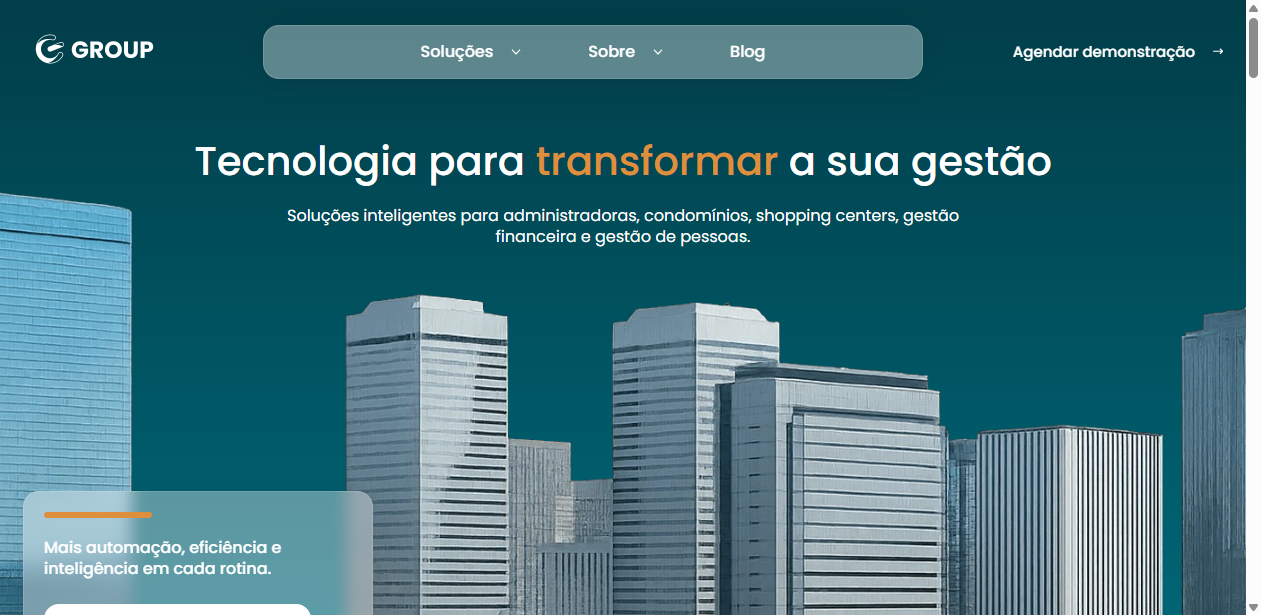 GROUP
Soluções
Sobre
Blog
Agendar demonstração →
Tecnologia para transformar a sua gestão
Soluções inteligentes para administradoras, condomínios, shopping centers, gestão
financeira e gestão de pessoas.
Mais automação, eficiência e
inteligência em cada rotina.